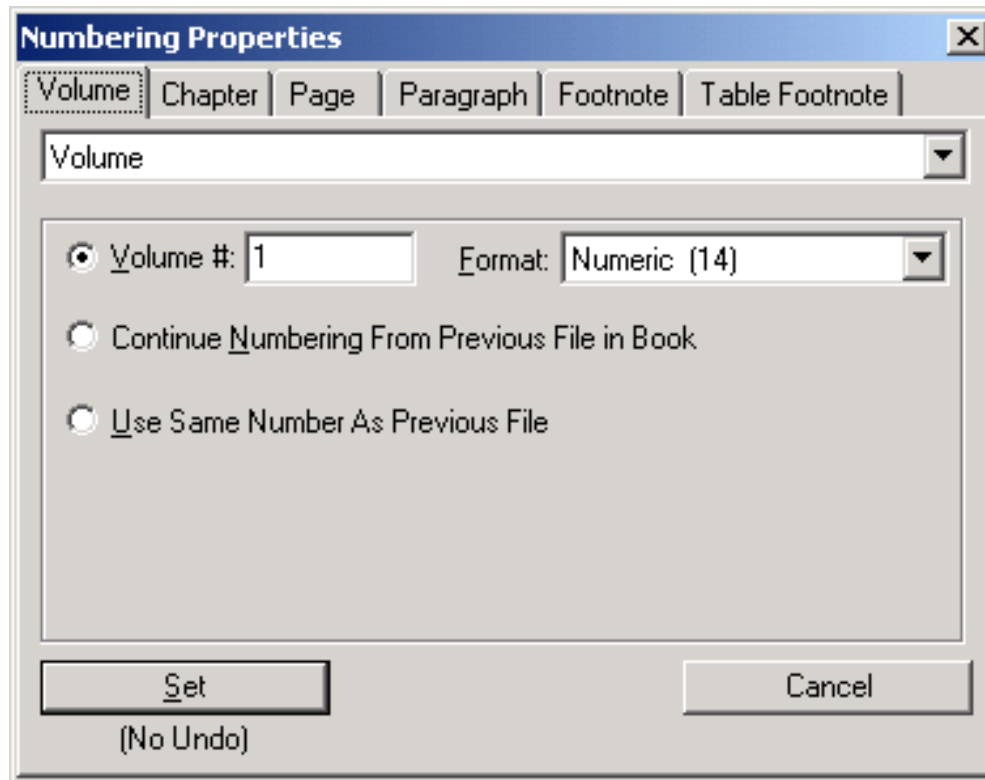 Numbering Properties
Volume Chapter Page Paragraph Footnote Table Footnote
Volume
Volume #: 1 Format: Numeric (14)
Continue Numbering From Previous File in Book
Use Same Number As Previous File
Set Cancel
(No Undo)